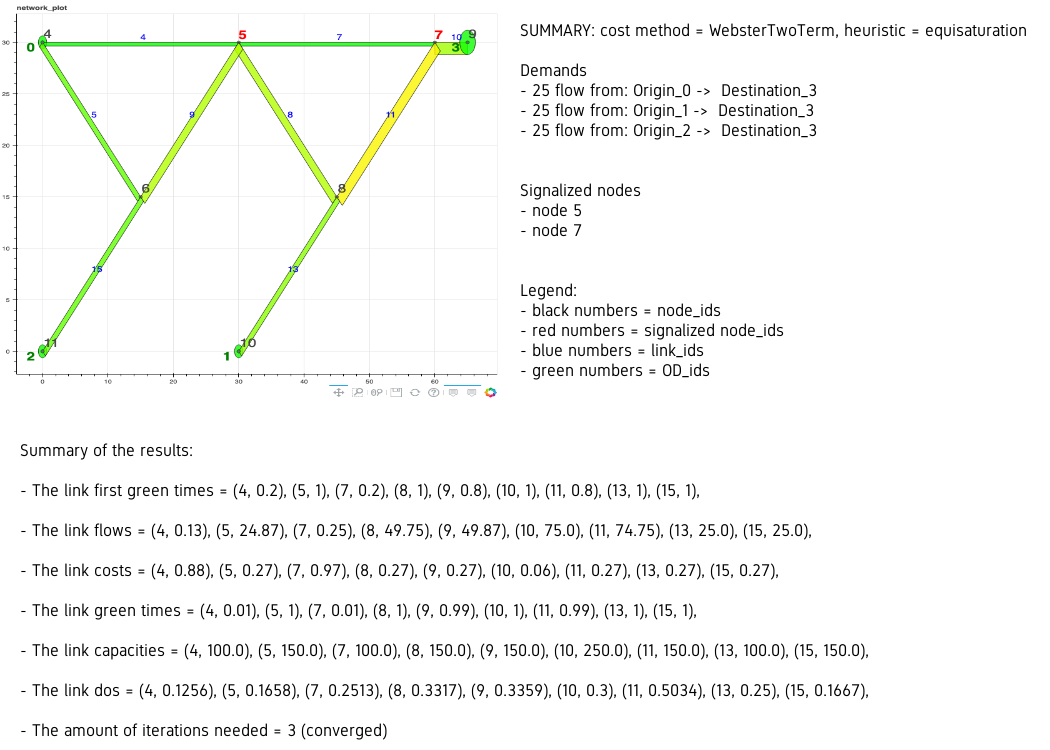 network_plot
SUMMARY: cost method = WebsterTwoTerm, heuristic = equisaturation
Demands
- 25 flow from: Origin_0 -> Destination_3
- 25 flow from: Origin_1 -> Destination_3
- 25 flow from: Origin_2 -> Destination_3
Signalized nodes
- node 5
- node 7
Legend:
- black numbers = node_ids
- red numbers = signalized node_ids
- blue numbers = link_ids
- green numbers = OD_ids
4
0
4
5
7
7
10
9
3
5
9
8
11
6
8
15
13
11
2
10
1
30
25
20
15
10
5
0
0
10
20
30
40
50
60
Summary of the results:
- The link first green times = (4, 0.2), (5, 1), (7, 0.2), (8, 1), (9, 0.8), (10, 1), (11, 0.8), (13, 1), (15, 1),
- The link flows = (4, 0.13), (5, 24.87), (7, 0.25), (8, 49.75), (9, 49.87), (10, 75.0), (11, 74.75), (13, 25.0), (15, 25.0),
- The link costs = (4, 0.88), (5, 0.27), (7, 0.97), (8, 0.27), (9, 0.27), (10, 0.06), (11, 0.27), (13, 0.27), (15, 0.27),
- The link green times = (4, 0.01), (5, 1), (7, 0.01), (8, 1), (9, 0.99), (10, 1), (11, 0.99), (13, 1), (15, 1),
- The link capacities = (4, 100.0), (5, 150.0), (7, 100.0), (8, 150.0), (9, 150.0), (10, 250.0), (11, 150.0), (13, 100.0), (15, 150.0),
- The link dos = (4, 0.1256), (5, 0.1658), (7, 0.2513), (8, 0.3317), (9, 0.3359), (10, 0.3), (11, 0.5034), (13, 0.25), (15, 0.1667),
- The amount of iterations needed = 3 (converged)